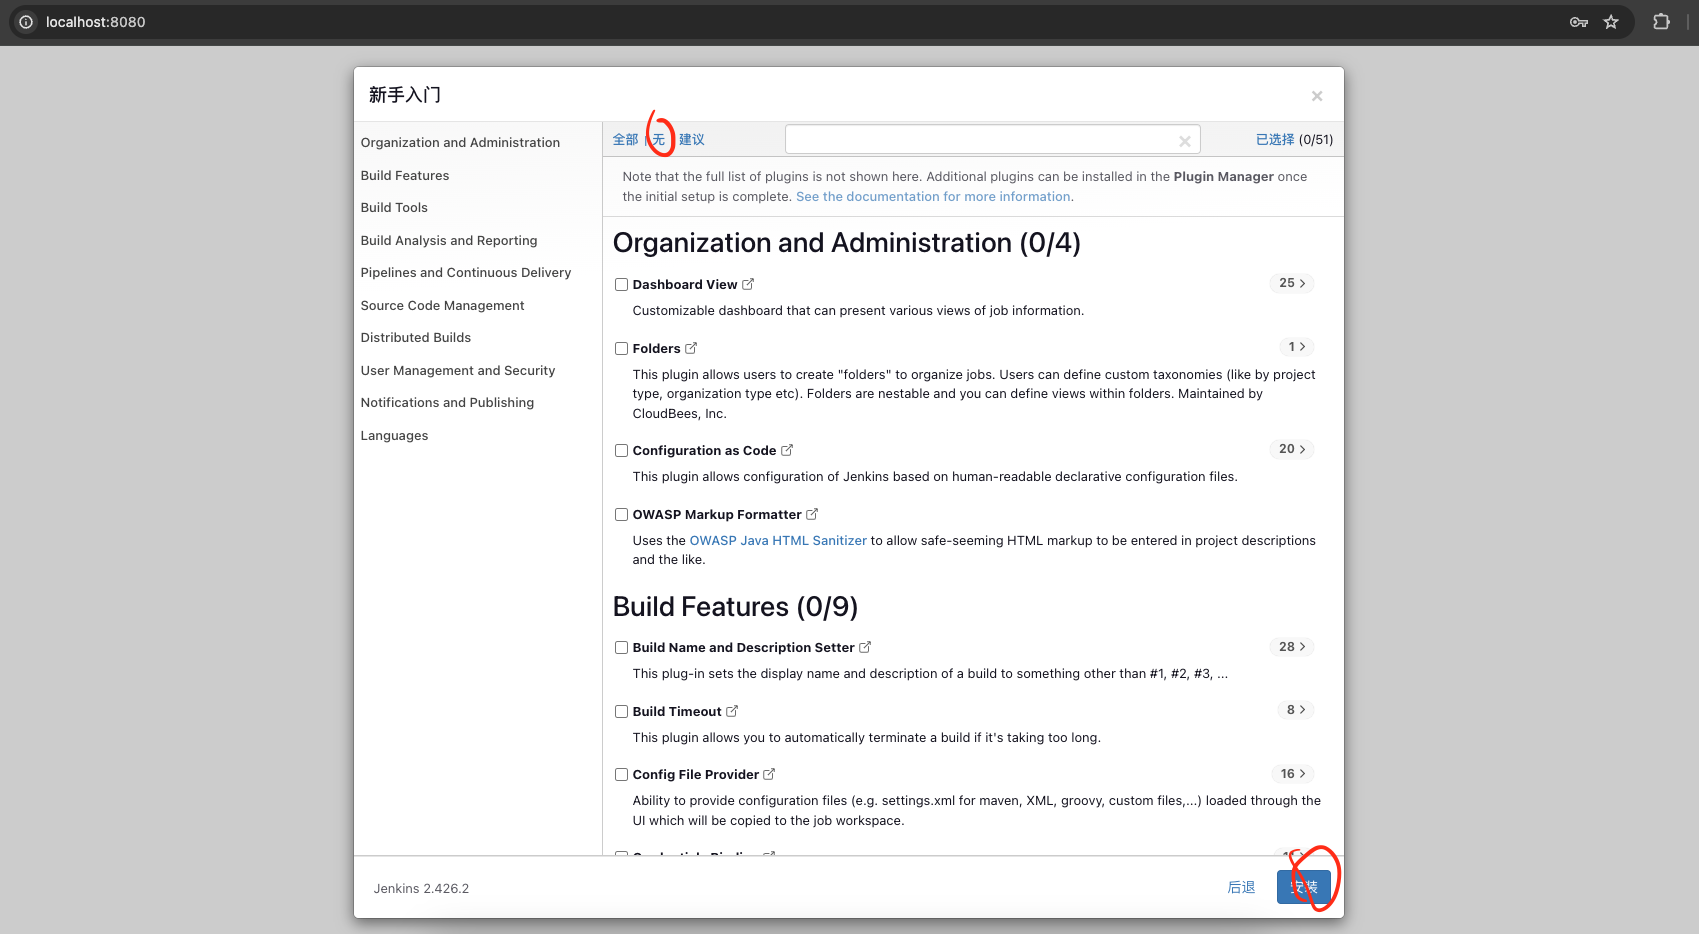 localhost:8080
新手入门
×
Organization and Administration
Build Features
Build Tools
Build Analysis and Reporting
Pipelines and Continuous Delivery
Source Code Management
Distributed Builds
User Management and Security
Notifications and Publishing
Languages
全部 | 无 建议
已选择 (0/51)
Note that the full list of plugins is not shown here. Additional plugins can be installed in the Plugin Manager once
the initial setup is complete. See the documentation for more information.
Organization and Administration (0/4)
Dashboard View 25 >
Customizable dashboard that can present various views of job information.
Folders 1 >
This plugin allows users to create "folders" to organize jobs. Users can define custom taxonomies (like by project
type, organization type etc). Folders are nestable and you can define views within folders. Maintained by
CloudBees, Inc.
Configuration as Code 20 >
This plugin allows configuration of Jenkins based on human-readable declarative configuration files.
OWASP Markup Formatter
Uses the OWASP Java HTML Sanitizer to allow safe-seeming HTML markup to be entered in project descriptions
and the like.
Build Features (0/9)
Build Name and Description Setter 28 >
This plug-in sets the display name and description of a build to something other than #1, #2, #3, ...
Build Timeout 8 >
This plugin allows you to automatically terminate a build if it's taking too long.
Config File Provider 16 >
Ability to provide configuration files (e.g. settings.xml for maven, XML, groovy, custom files,...) loaded through the
UI which will be copied to the job workspace.
Jenkins 2.426.2
后退
安装